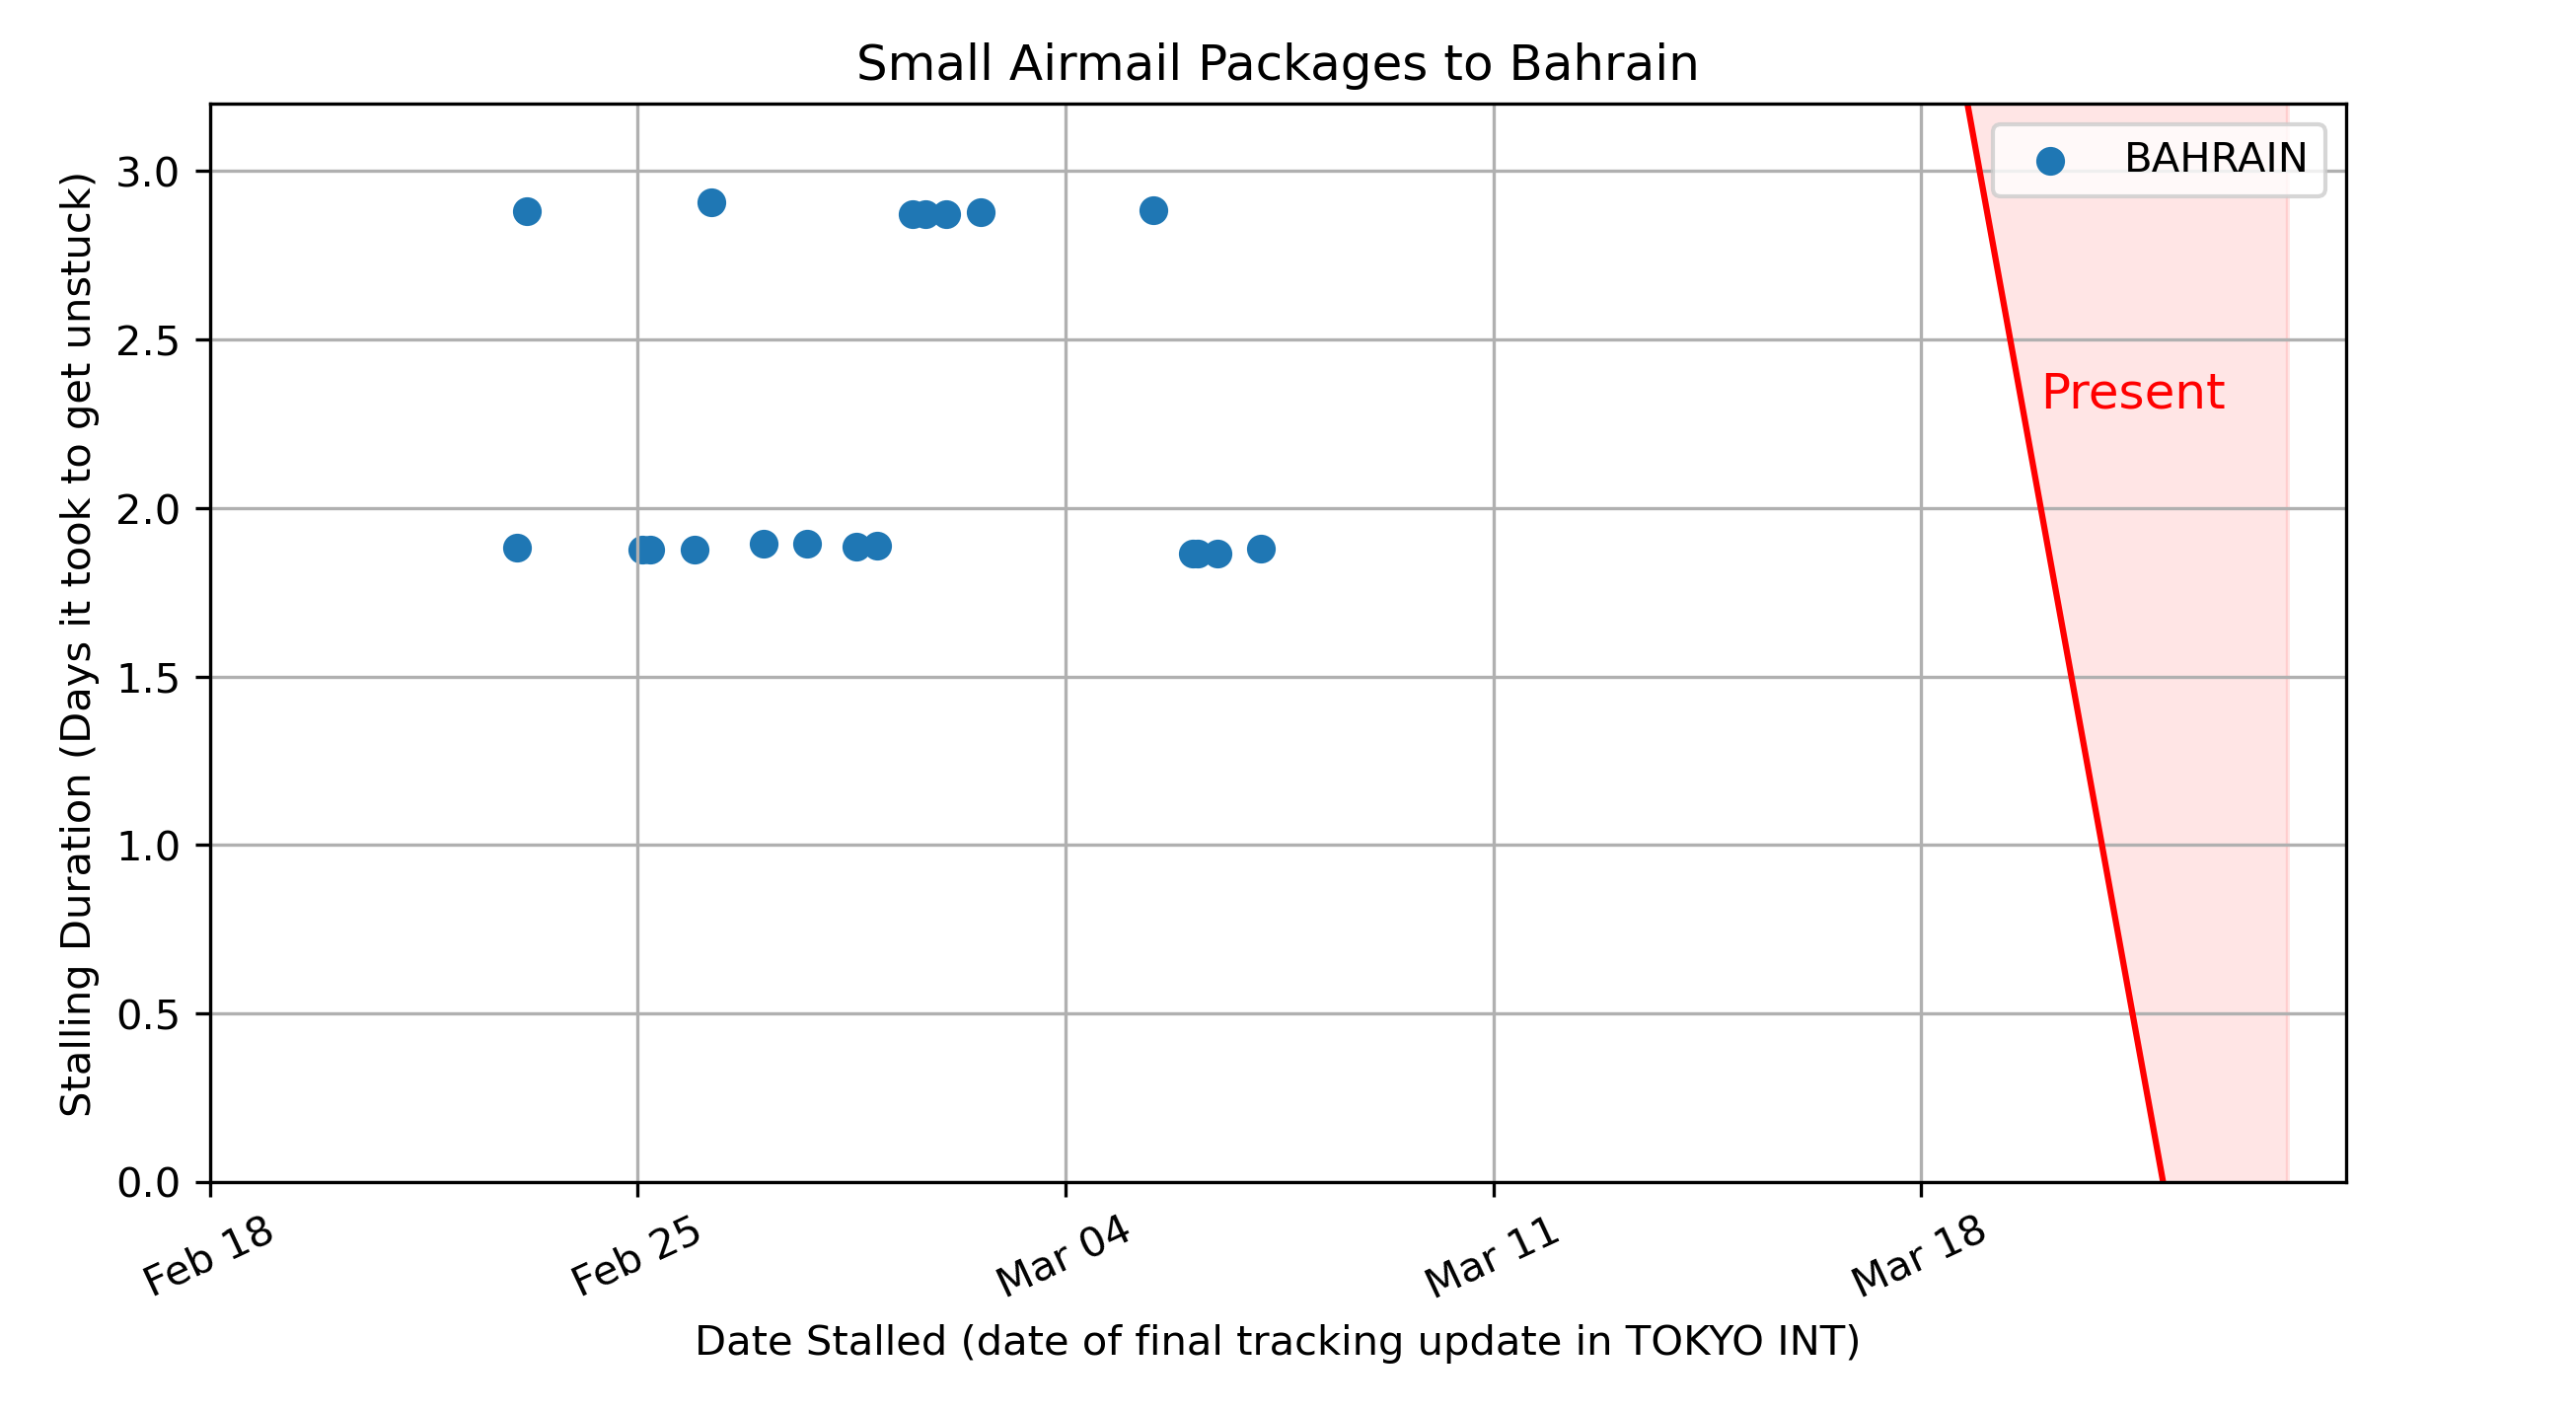 Small Airmail Packages to Bahrain
BAHRAIN
Present
Stalling Duration (Days it took to get unstuck)
3.0
2.5
2.0
1.5
1.0
0.5
0.0
Feb 18
Feb 25
Mar 04
Mar 11
Mar 18
Date Stalled (date of final tracking update in TOKYO INT)